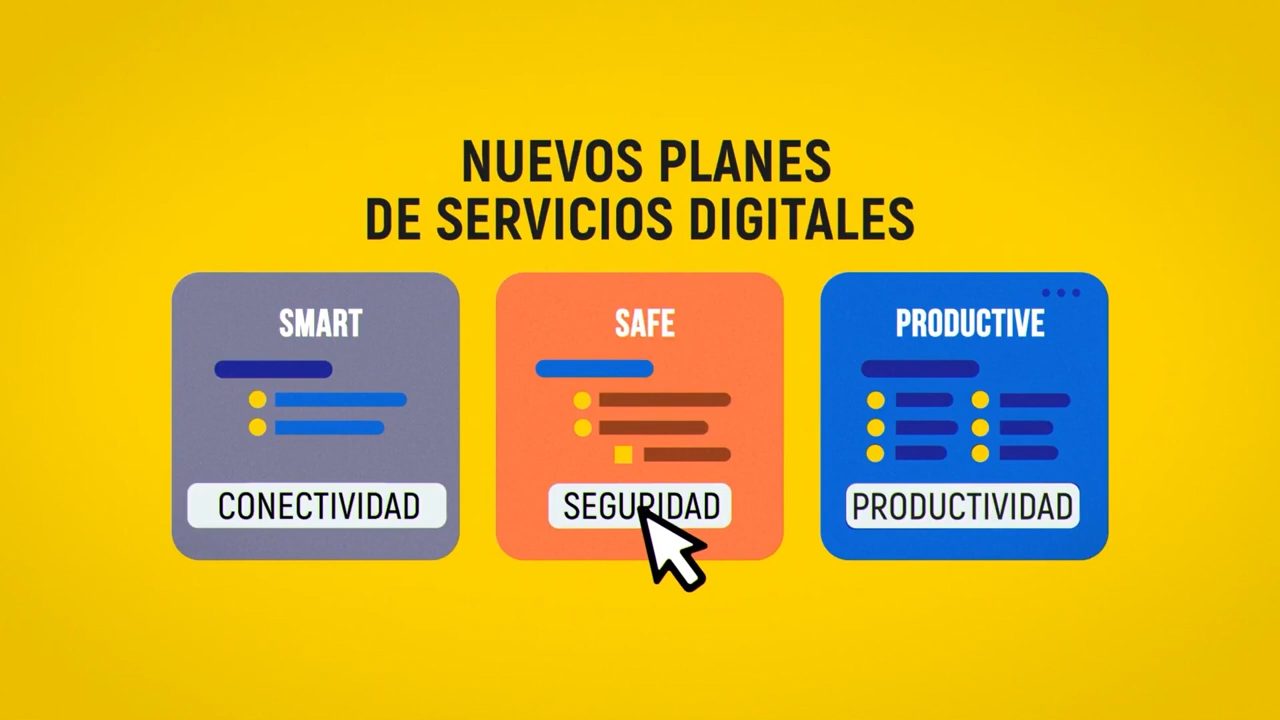 NUEVOS PLANES
DE SERVICIOS DIGITALES
SMART
SAFE
PRODUCTIVE
CONECTIVIDAD
SEGURIDAD
PRODUCTIVIDAD